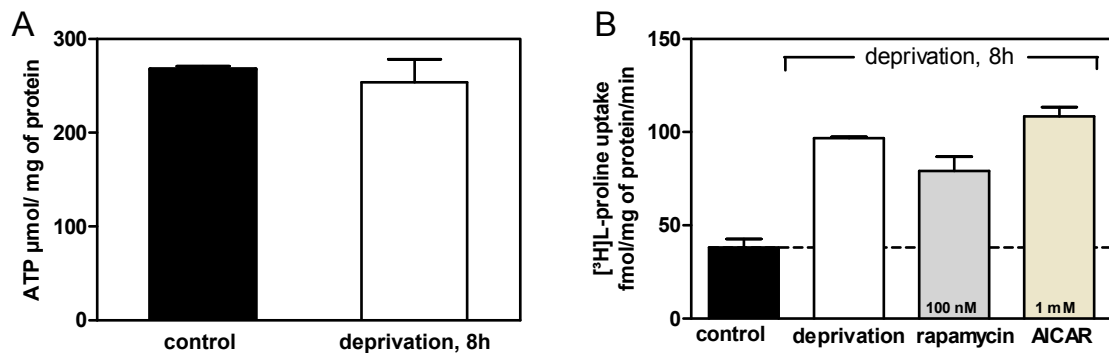 A
300
200
100
0
ATP µmol/ mg of protein
control
deprivation, 8h
B
150
100
50
0
[³H]L-proline uptake
fmol/mg of protein/min
deprivation, 8h
100 nM
1 mM
control
deprivation
rapamycin
AICAR